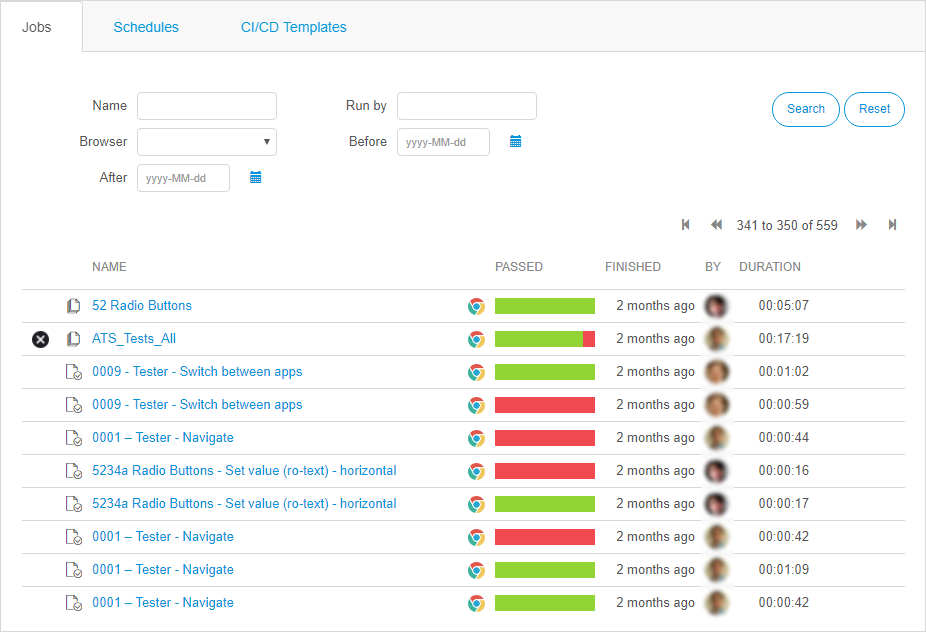 Jobs Schedules CI/CD Templates
Name Run by Search Reset
Browser Before yyyy-MM-dd
After yyyy-MM-dd
341 to 350 of 559
NAME PASSED FINISHED BY DURATION
52 Radio Buttons 2 months ago 00:05:07
ATS_Tests_All 2 months ago 00:17:19
0009 - Tester - Switch between apps 2 months ago 00:01:02
0009 - Tester - Switch between apps 2 months ago 00:00:59
0001 – Tester - Navigate 2 months ago 00:00:44
5234a Radio Buttons - Set value (ro-text) - horizontal 2 months ago 00:00:16
5234a Radio Buttons - Set value (ro-text) - horizontal 2 months ago 00:00:17
0001 – Tester - Navigate 2 months ago 00:00:42
0001 – Tester - Navigate 2 months ago 00:01:09
0001 – Tester - Navigate 2 months ago 00:00:42